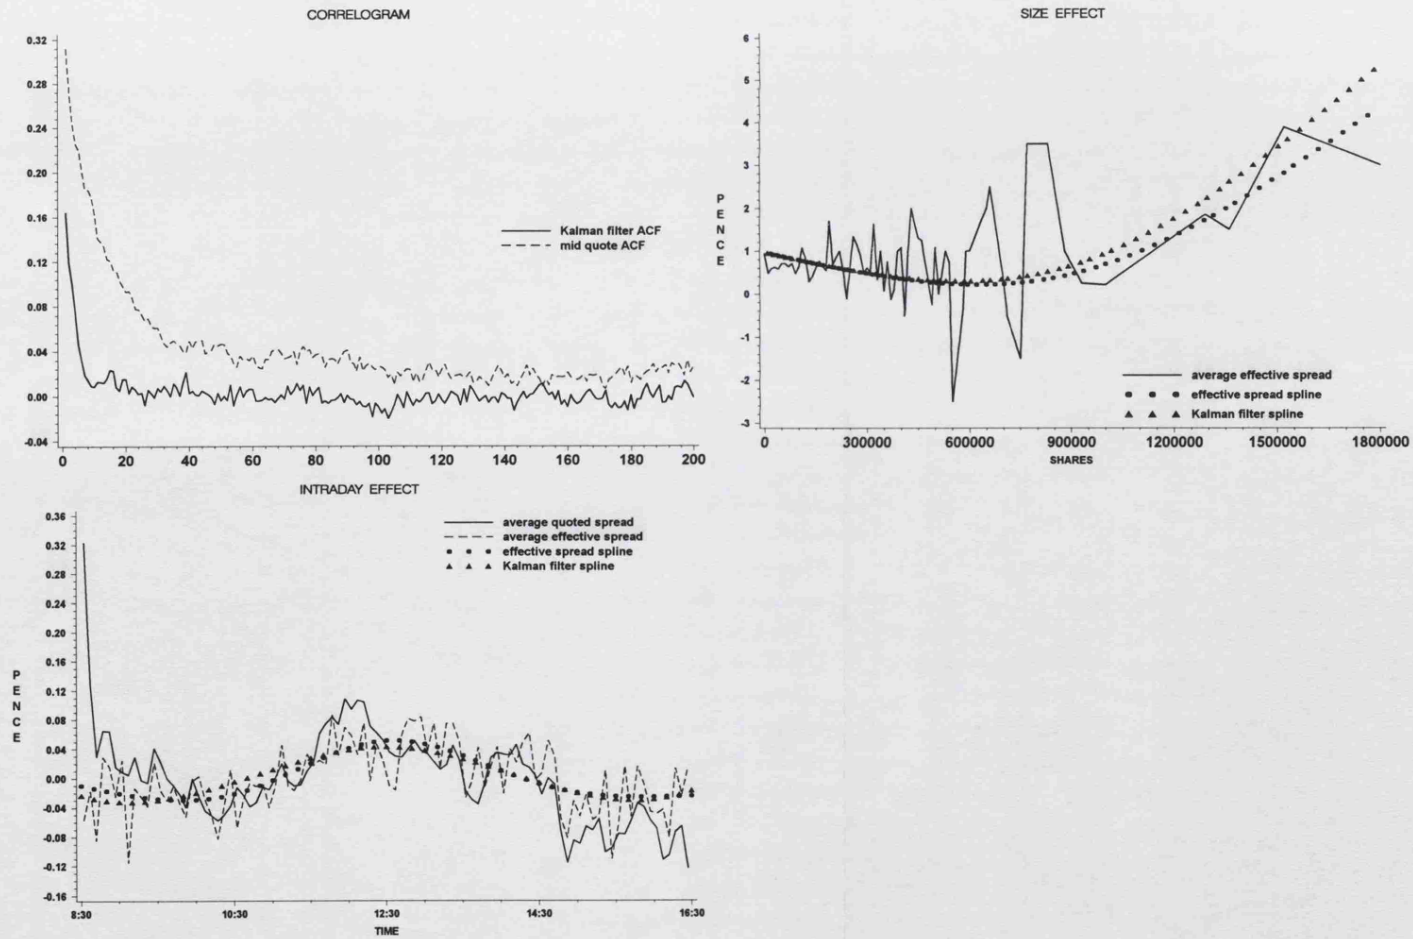 CORRELOGRAM
0.32
0.28
0.24
0.20
0.16
0.12
0.08
0.04
0.00
-0.04
Kalman filter ACF
mid quote ACF
0 20 40 60 80 100 120 140 160 180 200
SIZE EFFECT
6
5
4
3
2
1
0
-1
-2
-3
PENCE
average effective spread
effective spread spline
Kalman filter spline
0 300000 600000 900000 1200000 1500000 1800000
SHARES
INTRADAY EFFECT
0.36
0.32
0.28
0.24
0.20
0.16
0.12
0.08
0.04
0.00
-0.04
-0.08
-0.12
-0.16
PENCE
average quoted spread
average effective spread
effective spread spline
Kalman filter spline
8:30 10:30 12:30 14:30 16:30
TIME